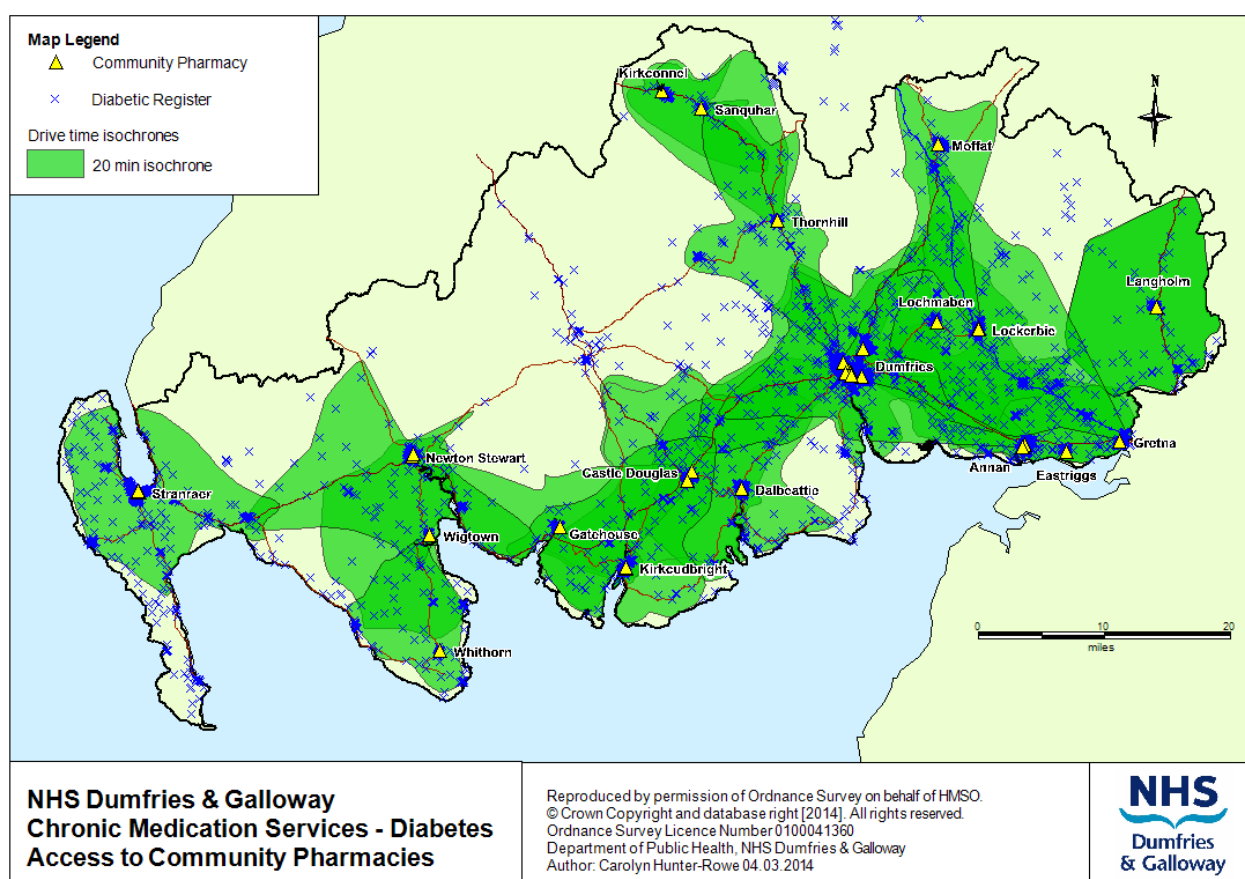 Map Legend
Community Pharmacy
Diabetic Register
Drive time isochrones
20 min isochrone
Kirkconnel
Sanquhar
N
Moffat
Thornhill
Langholm
Lochmaben
Lockerbie
Dumfries
Newton Stewart
Castle Douglas
Gretna
Annan
Eastriggs
Stranraer
Dalbeattie
Gatehouse
Wigtown
Kirkcudbright
Whithorn
0 10 20
miles
NHS Dumfries & Galloway
Chronic Medication Services - Diabetes
Access to Community Pharmacies
Reproduced by permission of Ordnance Survey on behalf of HMSO.
© Crown Copyright and database right [2014]. All rights reserved.
Ordnance Survey Licence Number 0100041360
Department of Public Health, NHS Dumfries & Galloway
Author: Carolyn Hunter-Rowe 04.03.2014
NHS
Dumfries
& Galloway